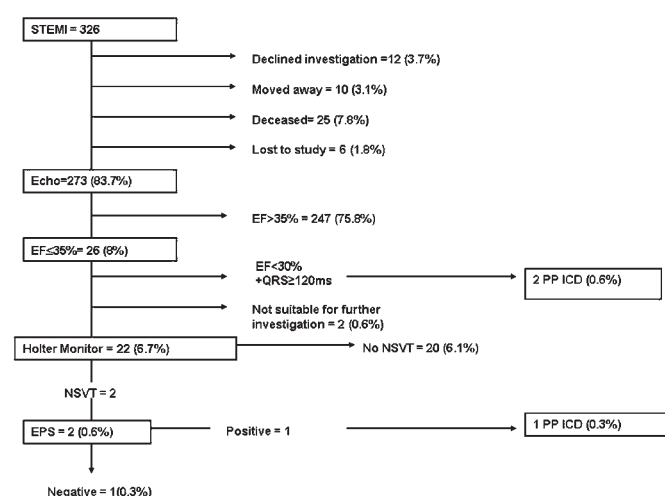 STEMI = 326
Declined investigation =12 (3.7%)
Moved away = 10 (3.1%)
Deceased= 25 (7.8%)
Lost to study = 6 (1.8%)
Echo=273 (83.7%)
EF>35% = 247 (75.8%)
EF≤35%= 26 (8%)
EF<30%
+QRS≥120ms
2 PP ICD (0.6%)
Not suitable for further
investigation = 2 (0.6%)
Holter Monitor = 22 (6.7%)
No NSVT = 20 (6.1%)
NSVT = 2
EPS = 2 (0.6%)
Positive = 1
1 PP ICD (0.3%)
Negative = 1(0.3%)